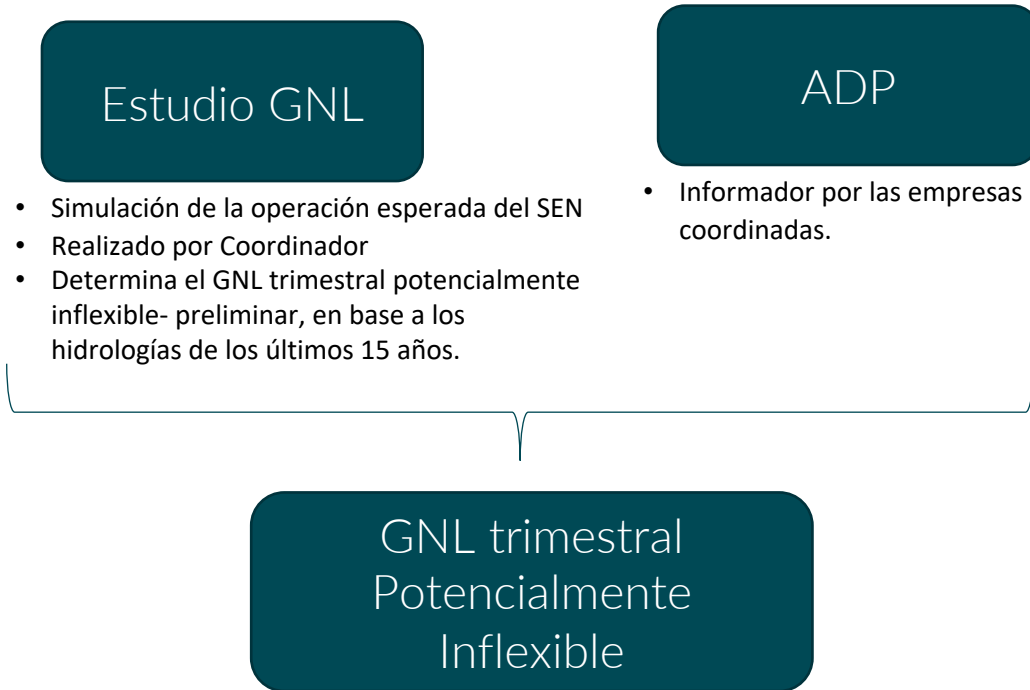 Estudio GNL
• Simulación de la operación esperada del SEN
• Realizado por Coordinador
• Determina el GNL trimestral potencialmente
inflexible- preliminar, en base a los
hidrologías de los últimos 15 años.
ADP
• Informador por las empresas
coordinadas.
GNL trimestral
Potencialmente
Inflexible